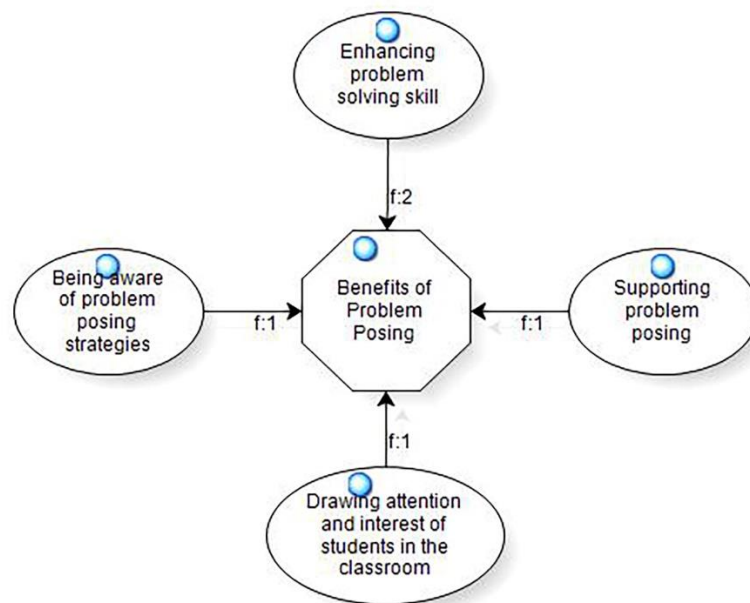 Enhancing
problem
solving skill
f:2
Being aware
of problem
posing
strategies
f:1
Benefits of
Problem
Posing
f:1
Supporting
problem
posing
f:1
Drawing attention
and interest of
students in the
classroom